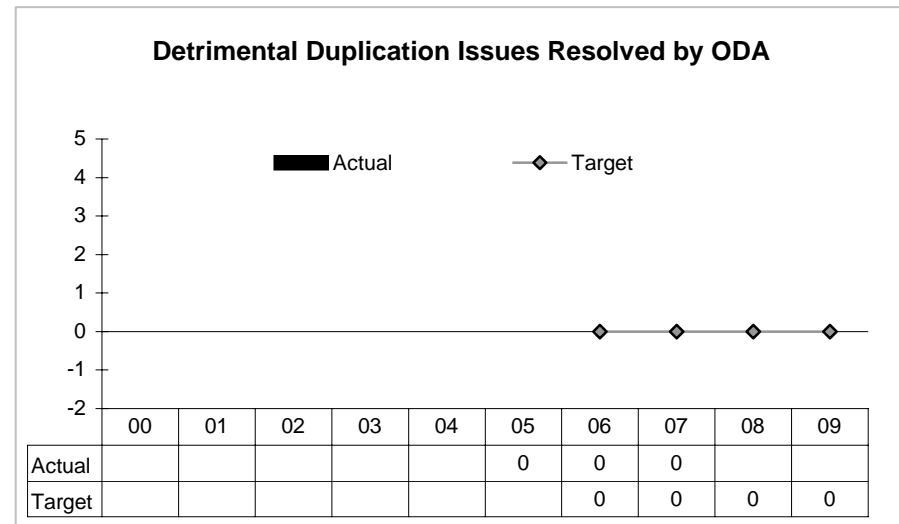 Detrimental Duplication Issues Resolved by ODA
5
Actual Target
4
3
2
1
0
-1
-2
00 01 02 03 04 05 06 07 08 09
Actual 0 0 0
Target 0 0 0 0